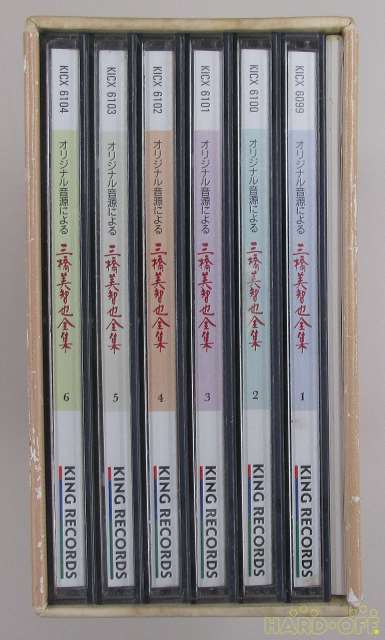 KICX 6104
オリジナル音源による
三橋美智也全集
6
KING RECORDS
KICX 6103
オリジナル音源による
三橋美智也全集
5
KING RECORDS
KICX 6102
オリジナル音源による
三橋美智也全集
4
KING RECORDS
KICX 6101
オリジナル音源による
三橋美智也全集
3
KING RECORDS
KICX 6100
オリジナル音源による
三橋美智也全集
2
KING RECORDS
KICX 6099
オリジナル音源による
三橋美智也全集
1
KING RECORDS
HARD-OFF